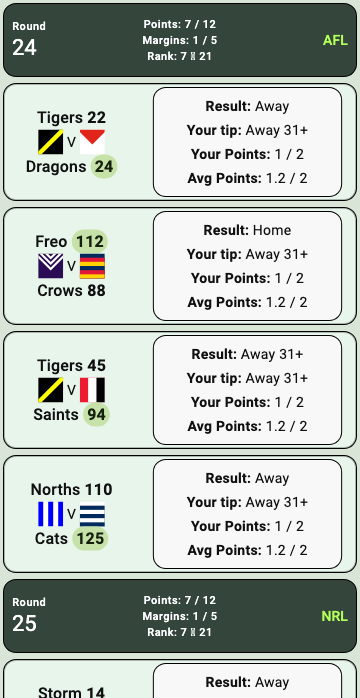 Round
24
Points: 7 / 12
Margins: 1 / 5
Rank: 7 21
AFL
Tigers 22
V
Dragons 24
Result: Away
Your tip: Away 31+
Your Points: 1 / 2
Avg Points: 1.2 / 2
Freo 112
V
Crows 88
Result: Home
Your tip: Away 31+
Your Points: 1 / 2
Avg Points: 1.2 / 2
Tigers 45
V
Saints 94
Result: Away 31+
Your tip: Away 31+
Your Points: 1 / 2
Avg Points: 1.2 / 2
Norths 110
V
Cats 125
Result: Away
Your tip: Away 31+
Your Points: 1 / 2
Avg Points: 1.2 / 2
Round
25
Points: 7 / 12
Margins: 1 / 5
Rank: 7 21
NRL
Storm 14
Result: Away
Your tip: Away 31+